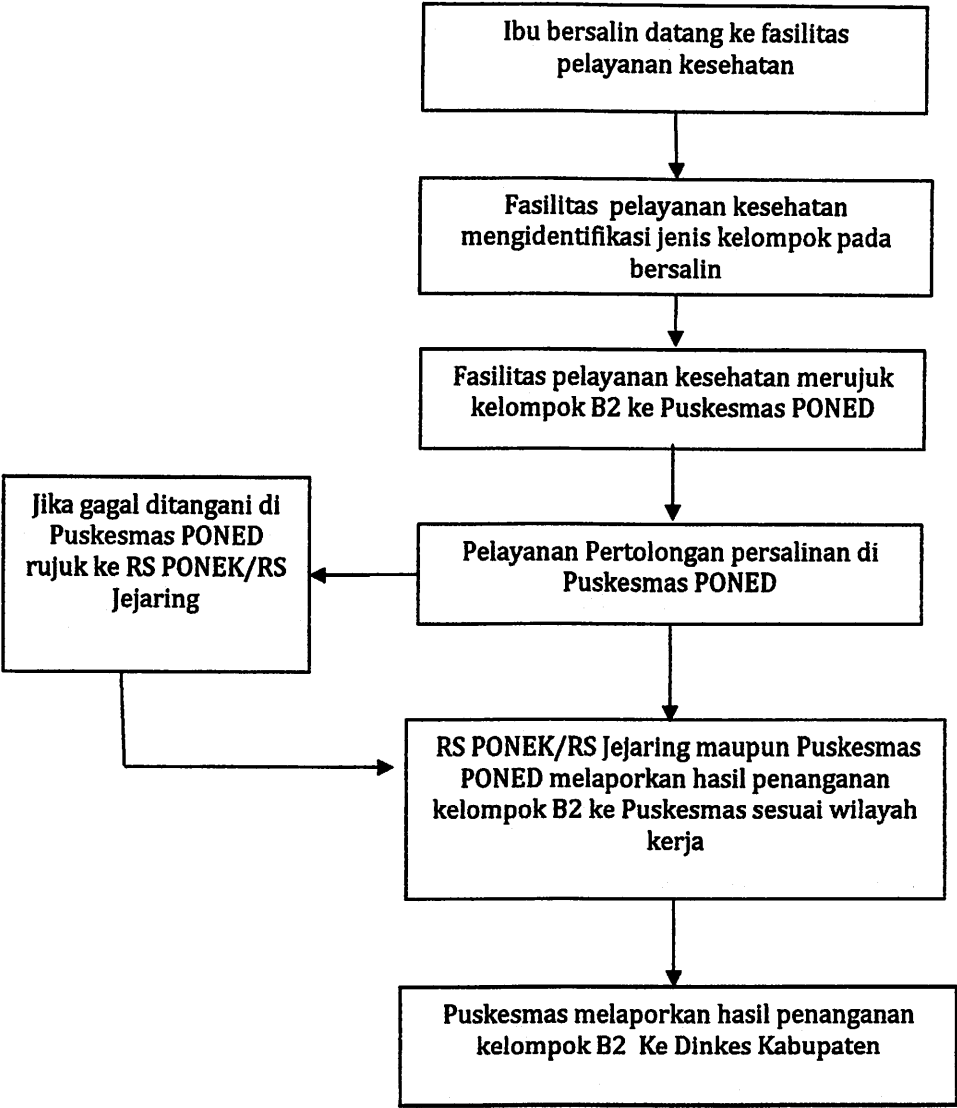 Ibu bersalin datang ke fasilitas
pelayanan kesehatan
Fasilitas pelayanan kesehatan
mengidentifikasi jenis kelompok pada
bersalin
Fasilitas pelayanan kesehatan merujuk
kelompok B2 ke Puskesmas PONED
Jika gagal ditangani di
Puskesmas PONED
rujuk ke RS PONEK/RS
Jejaring
Pelayanan Pertolongan persalinan di
Puskesmas PONED
RS PONEK/RS Jejaring maupun Puskesmas
PONED melaporkan hasil penanganan
kelompok B2 ke Puskesmas sesuai wilayah
kerja
Puskesmas melaporkan hasil penanganan
kelompok B2 Ke Dinkes Kabupaten